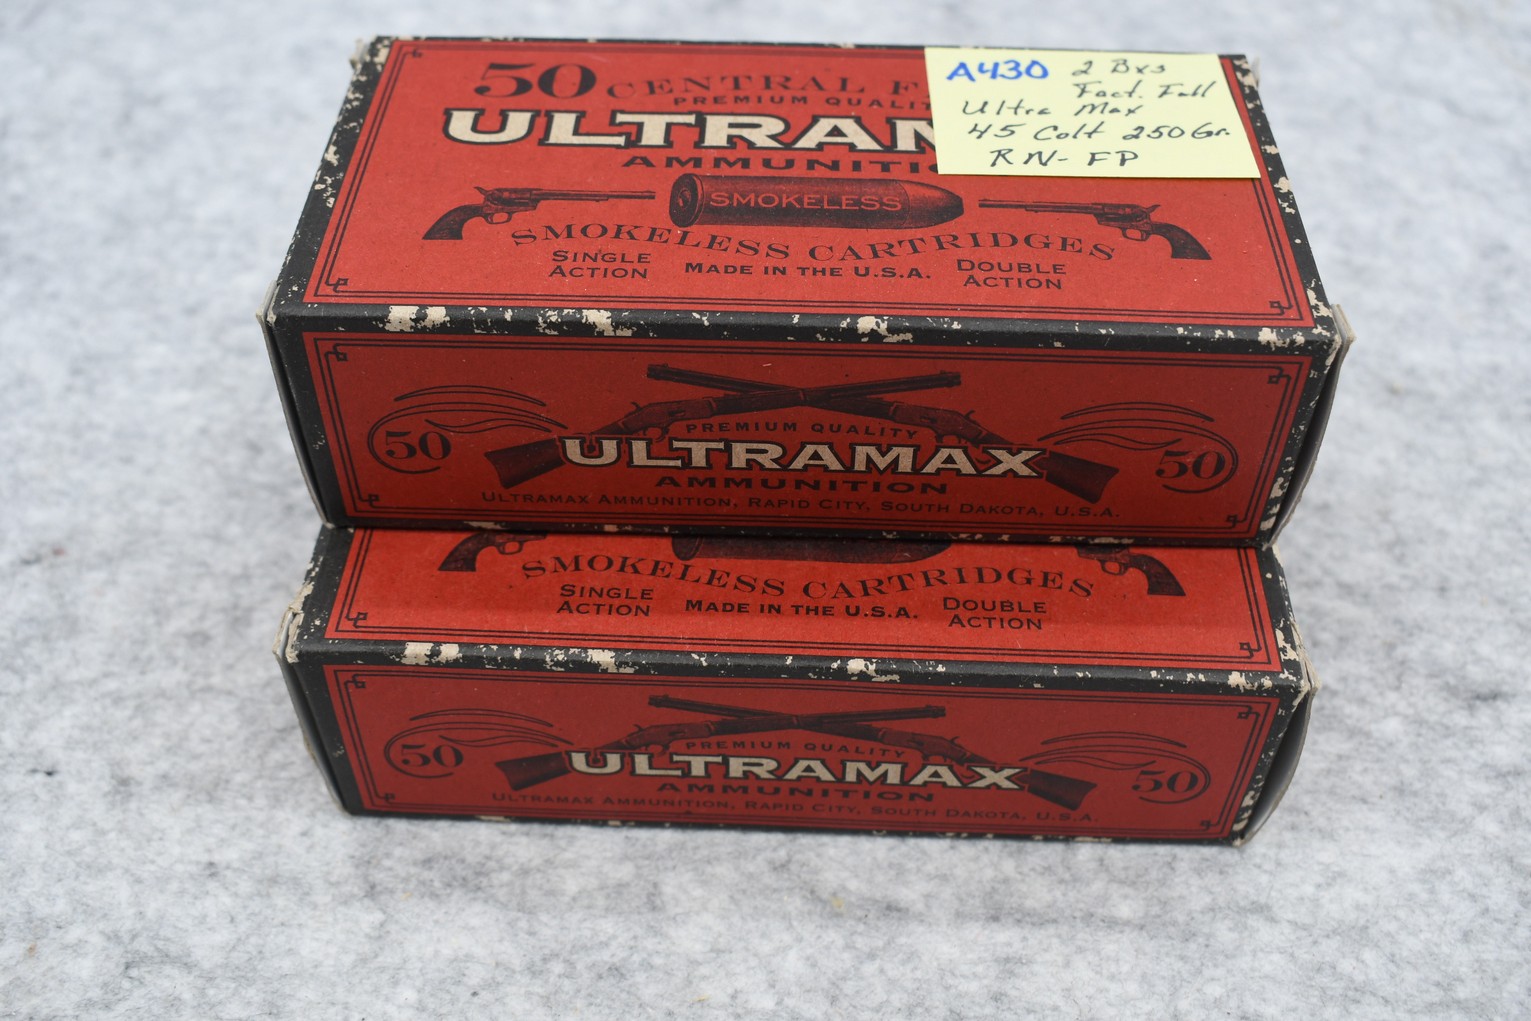 50 CENTRAL F
PREMIUM QUALIT
ULTRAM
AMMUNITIO
A430 2 Bxs
Fact. Full
Ultra Max
45 Colt 250 Gr.
RN-FP
SMOKELESS
SMOKELESS CARTRIDGES
SINGLE ACTION
MADE IN THE U.S.A.
DOUBLE ACTION
50
PREMIUM QUALITY
ULTRAMAX
AMMUNITION
50
ULTRAMAX AMMUNITION, RAPID CITY, SOUTH DAKOTA, U.S.A.
SMOKELESS CARTRIDGES
SINGLE ACTION
MADE IN THE U.S.A.
DOUBLE ACTION
50
PREMIUM QUALITY
ULTRAMAX
AMMUNITION
50
ULTRAMAX AMMUNITION, RAPID CITY, SOUTH DAKOTA, U.S.A.